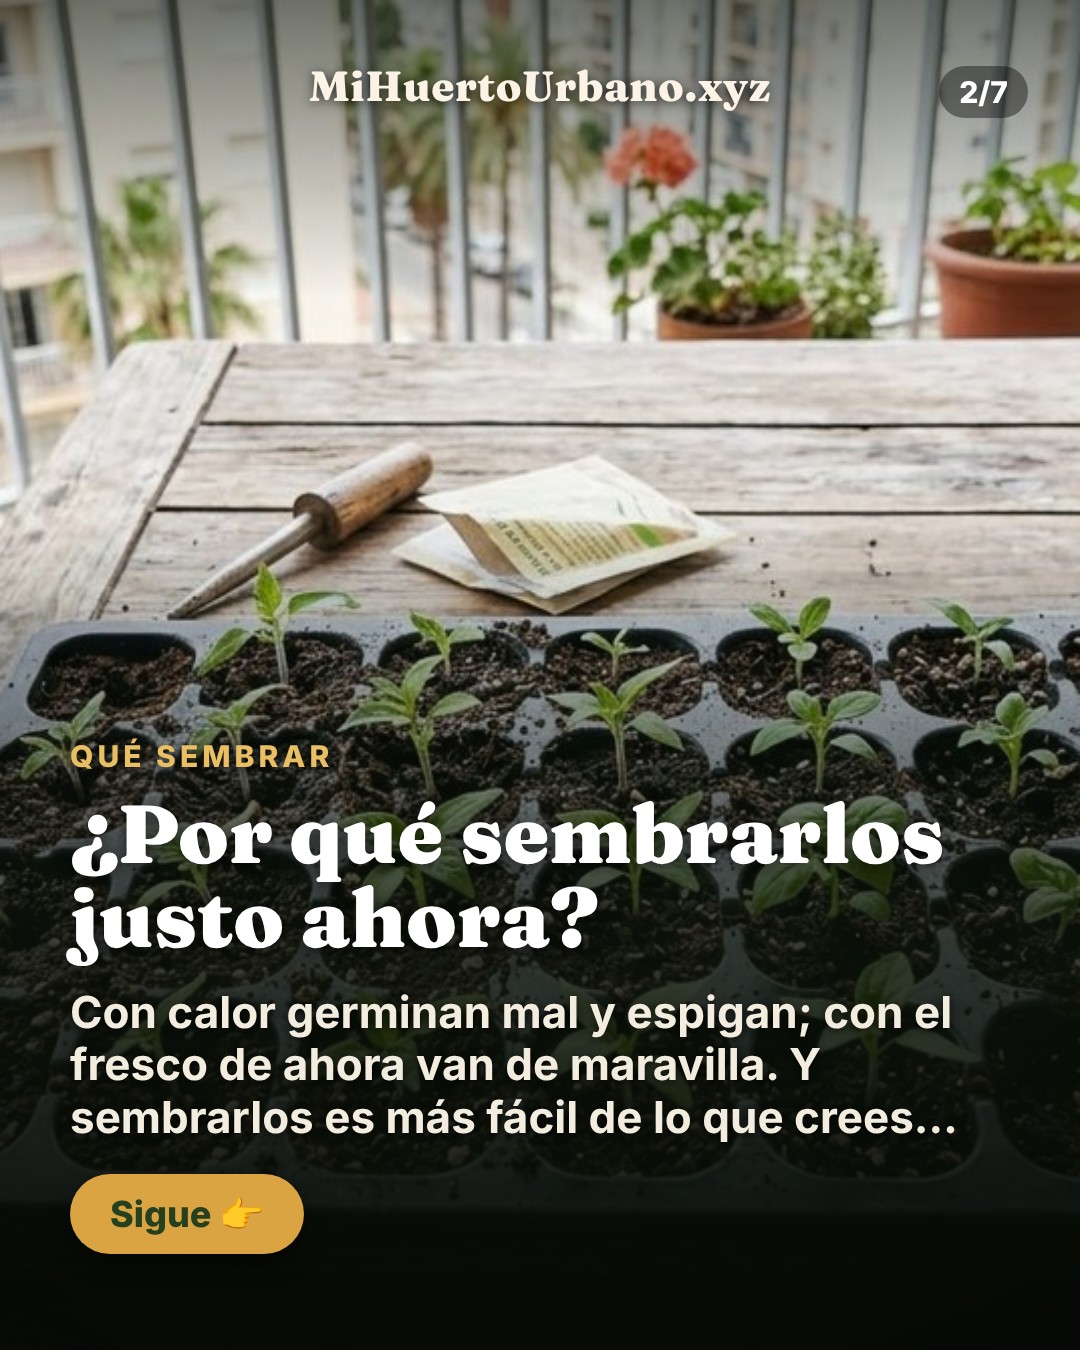 MiHuertoUrbano.xyz
2/7
QUÉ SEMBRAR
¿Por qué sembrarlos
justo ahora?
Con calor germinan mal y espigan; con el
fresco de ahora van de maravilla. Y
sembrarlos es más fácil de lo que crees...
Sigue 👉